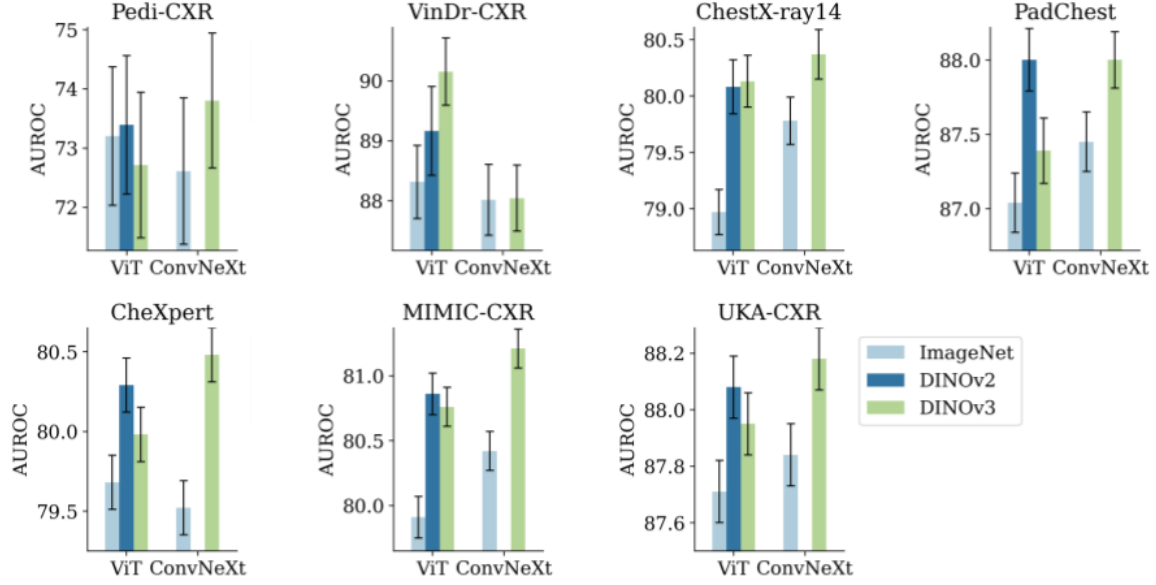 Pedi-CXR
75
74
73
72
AUROC
ViT ConvNeXt
VinDr-CXR
90
89
88
AUROC
ViT ConvNeXt
ChestX-ray14
80.5
80.0
79.5
79.0
AUROC
ViT ConvNeXt
PadChest
88.0
87.5
87.0
AUROC
ViT ConvNeXt
CheXpert
80.5
80.0
79.5
AUROC
ViT ConvNeXt
MIMIC-CXR
81.0
80.5
80.0
AUROC
ViT ConvNeXt
UKA-CXR
88.2
88.0
87.8
87.6
AUROC
ViT ConvNeXt
ImageNet
DINOv2
DINOv3